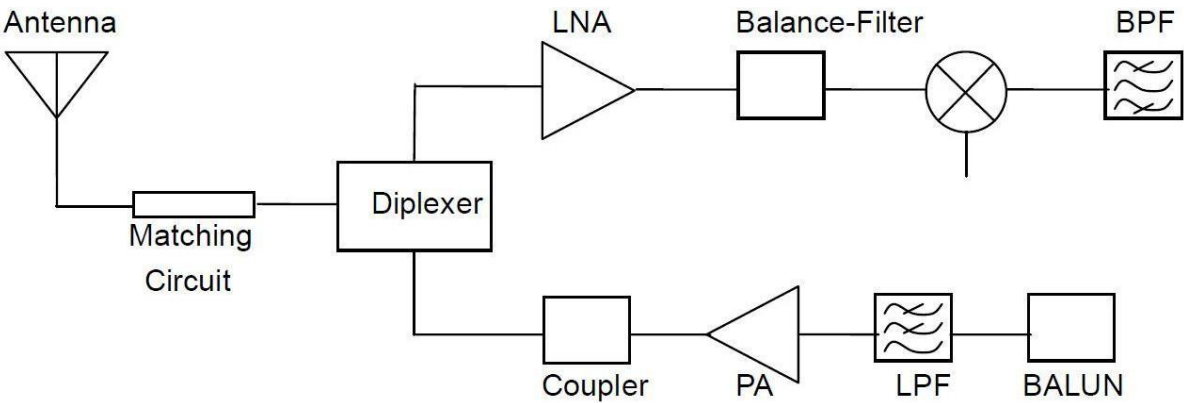 Antenna
LNA
Balance-Filter
BPF
Diplexer
Matching
Circuit
Coupler
PA
LPF
BALUN